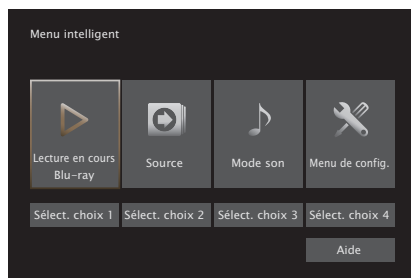 Menu intelligent
Lecture en cours
Blu-ray
Source
Mode son
Menu de config.
Sélect. choix 1
Sélect. choix 2
Sélect. choix 3
Sélect. choix 4
Aide